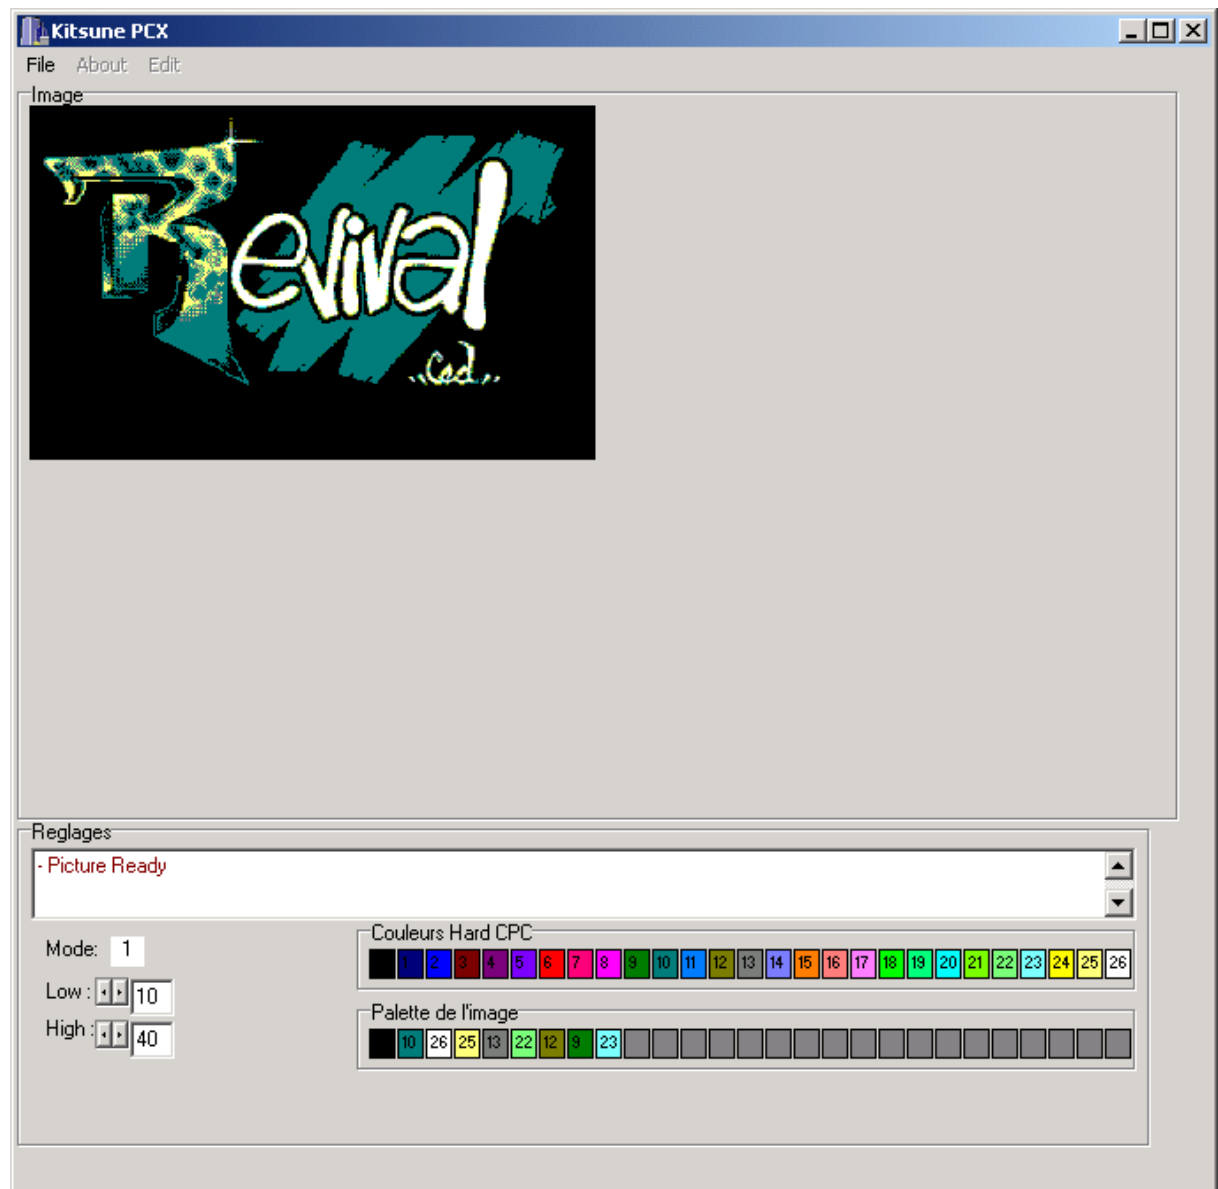 Kitsune PCX
File About Edit
Image
Revival
..Ced..
Reglages
- Picture Ready
Mode: 1
Low : 10
High : 40
Couleurs Hard CPC
1 2 3 4 5 6 7 8 9 10 11 12 13 14 15 16 17 18 19 20 21 22 23 24 25 26
Palette de l'image
10 26 25 13 22 12 9 23